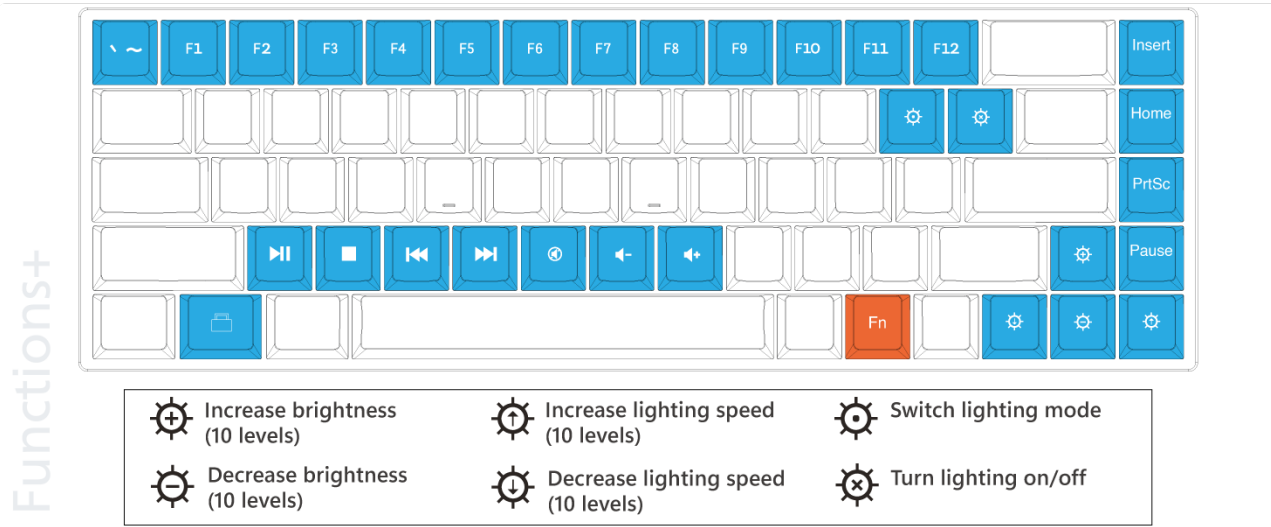 、～ F1 F2 F3 F4 F5 F6 F7 F8 F9 F10 F11 F12 Insert
Home
PrtSc
Pause
Fn
Functions+
Increase brightness
(10 levels)
Increase lighting speed
(10 levels)
Switch lighting mode
Decrease brightness
(10 levels)
Decrease lighting speed
(10 levels)
Turn lighting on/off